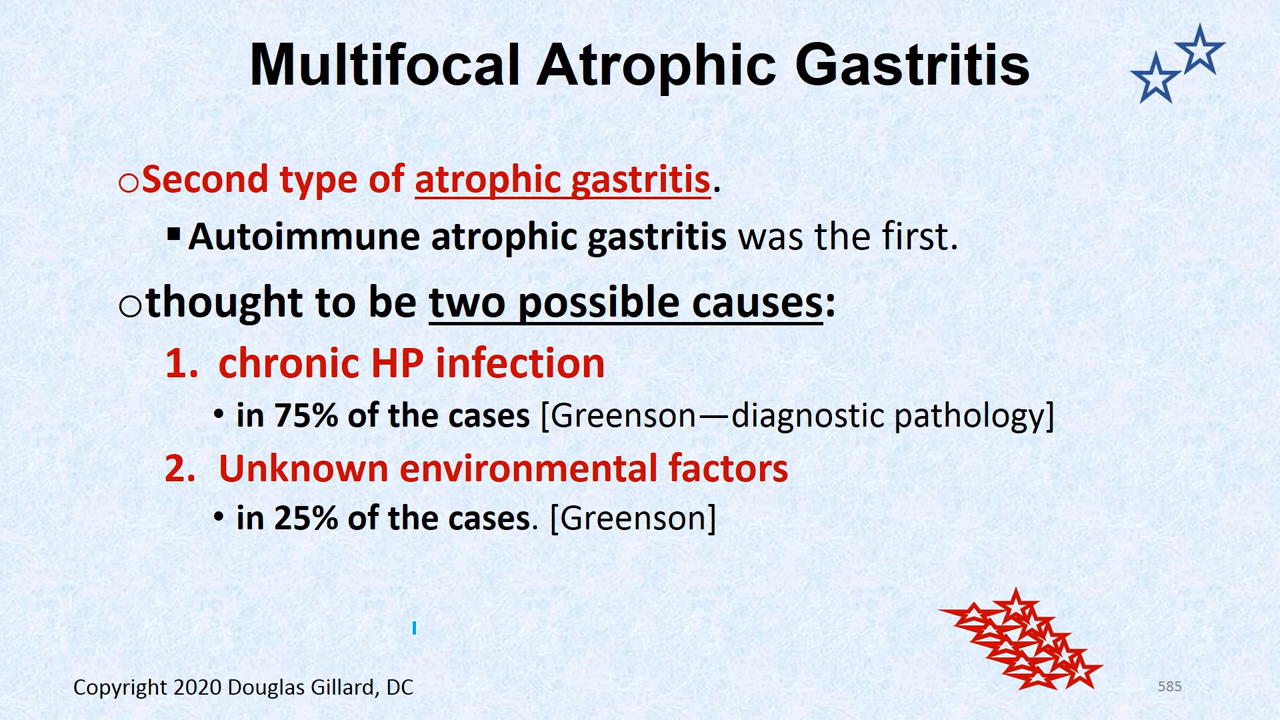 Multifocal Atrophic Gastritis
Second type of atrophic gastritis.
Autoimmune atrophic gastritis was the first.
thought to be two possible causes:
1. chronic HP infection
• in 75% of the cases [Greenson—diagnostic pathology]
2. Unknown environmental factors
• in 25% of the cases. [Greenson]
Copyright 2020 Douglas Gillard, DC
585